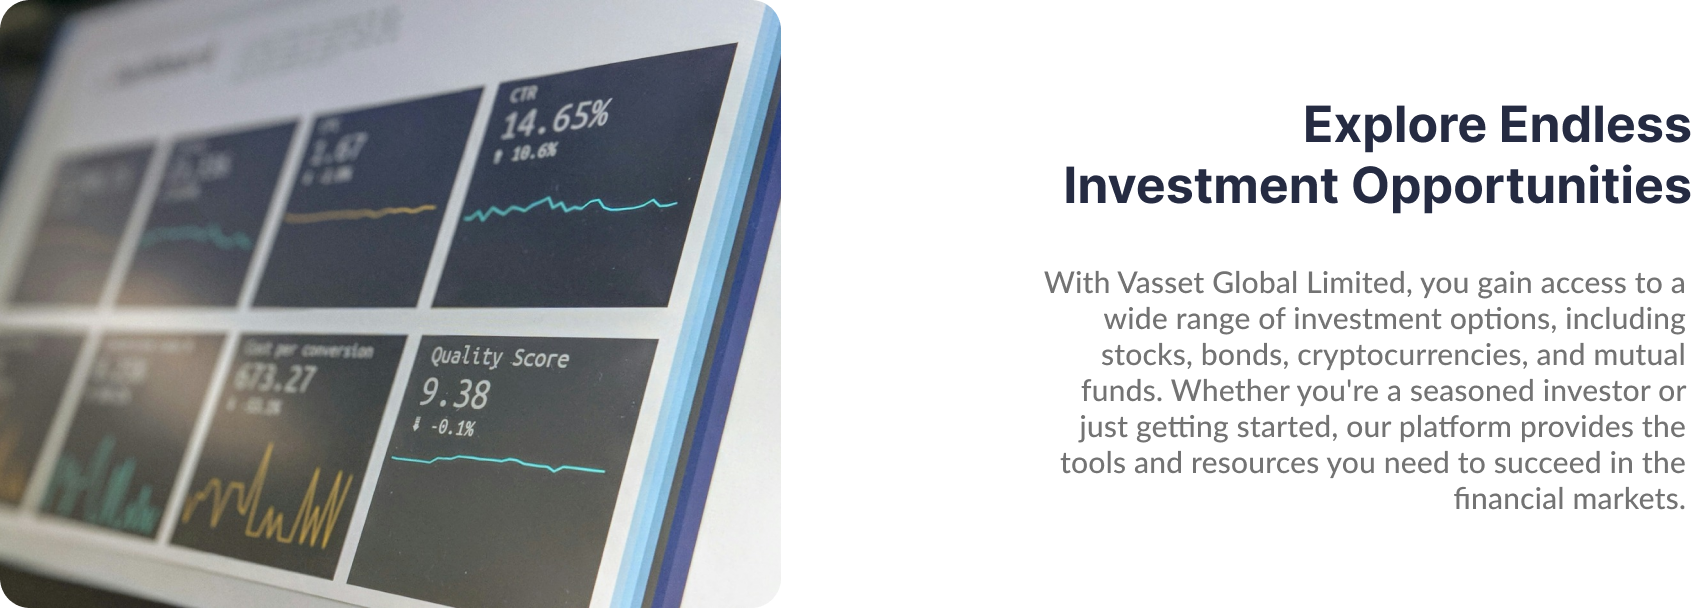 CTR
14.65%
10.6%
1.67
Cost per conversion
673.27
Quality Score
9.38
-0.1%
Explore Endless
Investment Opportunities
With Vasset Global Limited, you gain access to a
wide range of investment options, including
stocks, bonds, cryptocurrencies, and mutual
funds. Whether you're a seasoned investor or
just getting started, our platform provides the
tools and resources you need to succeed in the
financial markets.